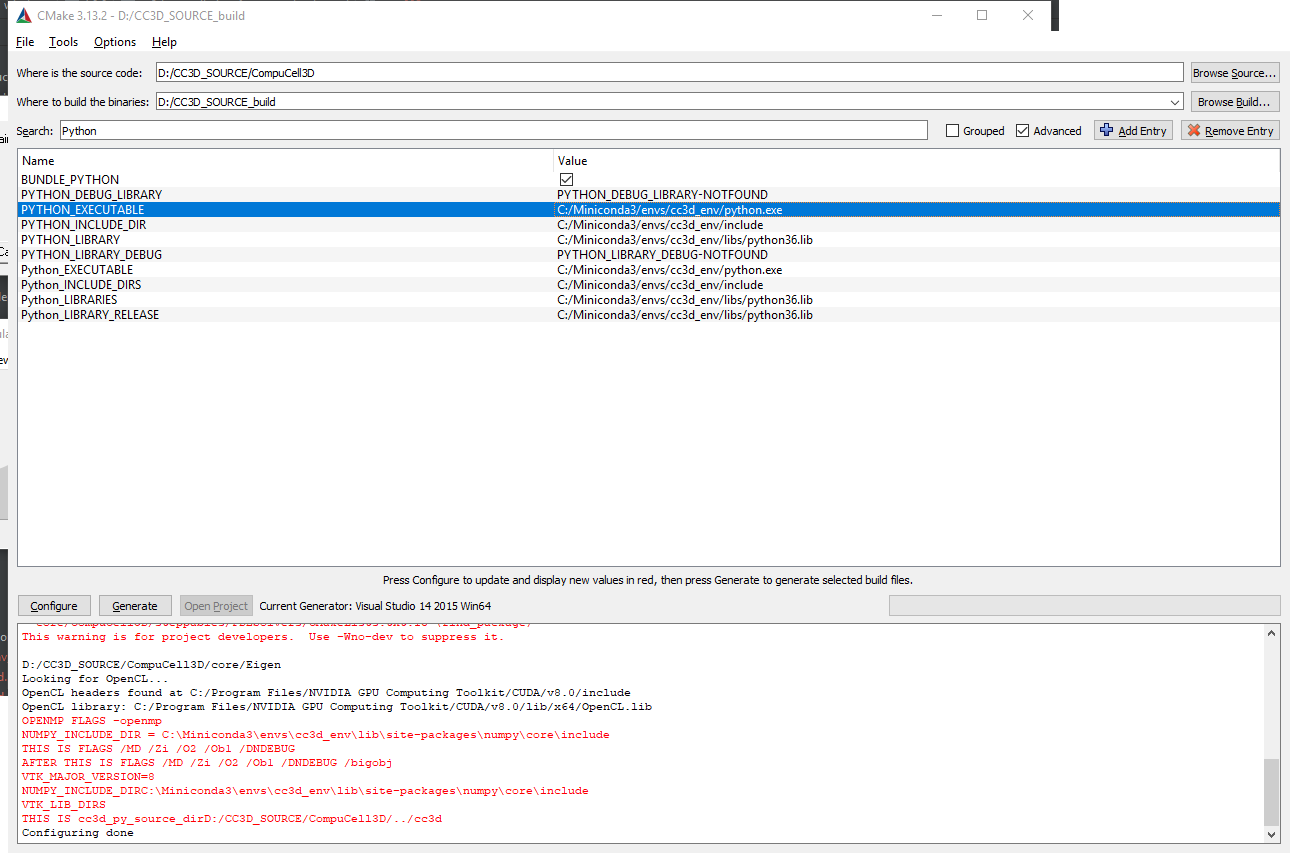 CMake 3.13.2 - D:/CC3D_SOURCE_build
File Tools Options Help
Where is the source code: D:/CC3D_SOURCE/CompuCell3D Browse Source...
Where to build the binaries: D:/CC3D_SOURCE_build Browse Build...
Search: Python Grouped Advanced Add Entry Remove Entry
Name Value
BUNDLE_PYTHON
PYTHON_DEBUG_LIBRARY PYTHON_DEBUG_LIBRARY-NOTFOUND
PYTHON_EXECUTABLE C:/Miniconda3/envs/cc3d_env/python.exe
PYTHON_INCLUDE_DIR C:/Miniconda3/envs/cc3d_env/include
PYTHON_LIBRARY C:/Miniconda3/envs/cc3d_env/libs/python36.lib
PYTHON_LIBRARY_DEBUG PYTHON_LIBRARY_DEBUG-NOTFOUND
Python_EXECUTABLE C:/Miniconda3/envs/cc3d_env/python.exe
Python_INCLUDE_DIRS C:/Miniconda3/envs/cc3d_env/include
Python_LIBRARIES C:/Miniconda3/envs/cc3d_env/libs/python36.lib
Python_LIBRARY_RELEASE C:/Miniconda3/envs/cc3d_env/libs/python36.lib
Press Configure to update and display new values in red, then press Generate to generate selected build files.
Configure Generate Open Project Current Generator: Visual Studio 14 2015 Win64
This warning is for project developers. Use -Wno-dev to suppress it.
D:/CC3D_SOURCE/CompuCell3D/core/Eigen
Looking for OpenCL...
OpenCL headers found at C:/Program Files/NVIDIA GPU Computing Toolkit/CUDA/v8.0/include
OpenCL library: C:/Program Files/NVIDIA GPU Computing Toolkit/CUDA/v8.0/lib/x64/OpenCL.lib
OPENMP FLAGS -openmp
NUMPY_INCLUDE_DIR = C:\Miniconda3\envs\cc3d_env\lib\site-packages\numpy\core\include
THIS IS FLAGS /MD /Zi /O2 /Ob1 /DNDEBUG
AFTER THIS IS FLAGS /MD /Zi /O2 /Ob1 /DNDEBUG /bigobj
VTK_MAJOR_VERSION=8
NUMPY_INCLUDE_DIRC:\Miniconda3\envs\cc3d_env\lib\site-packages\numpy\core\include
VTK_LIB_DIRS
THIS IS cc3d_py_source_dirD:/CC3D_SOURCE/CompuCell3D/../cc3d
Configuring done